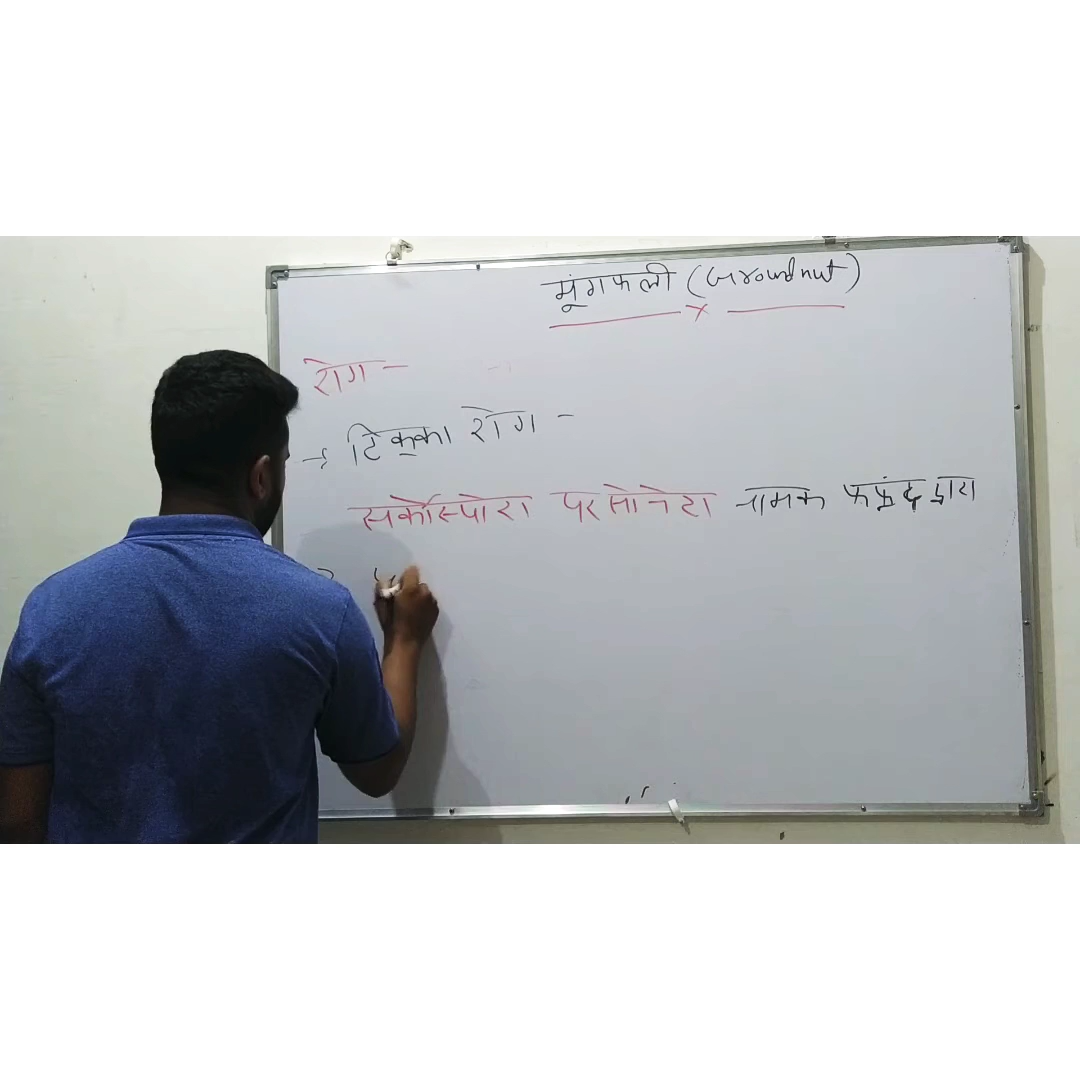 मूंगफली (Groundnut)
रोग -
→ टिक्का रोग -
सर्कोस्पोरा परसोनेटा नामक फफूंद द्वारा